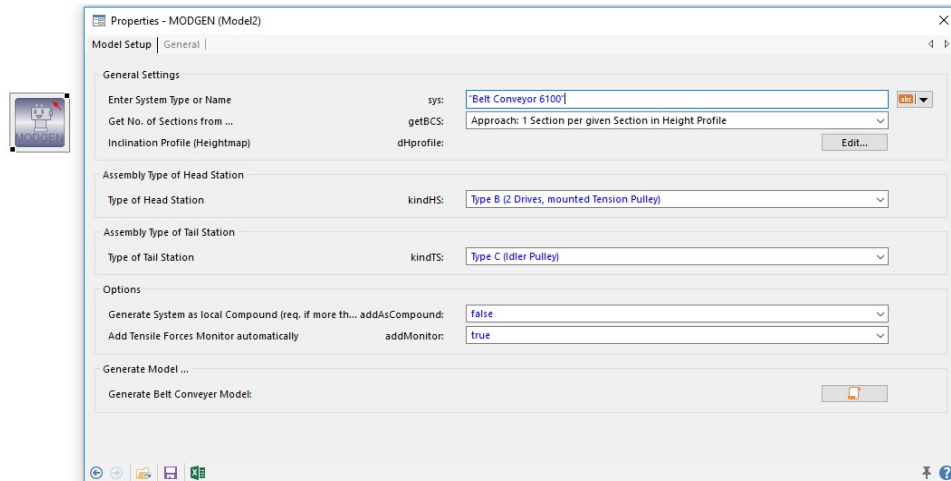 Properties - MODGEN (Model2)
Model Setup General
General Settings
Enter System Type or Name sys: "Belt Conveyor 6100" abc
Get No. of Sections from ... getBCS: Approach: 1 Section per given Section in Height Profile
MODGEN
Inclination Profile (Heightmap) dHprofile: Edit...
Assembly Type of Head Station
Type of Head Station kindHS: Type B (2 Drives, mounted Tension Pulley)
Assembly Type of Tail Station
Type of Tail Station kindTS: Type C (Idler Pulley)
Options
Generate System as local Compound (req. if more th... addAsCompound: false
Add Tensile Forces Monitor automatically addMonitor: true
Generate Model ...
Generate Belt Conveyer Model: